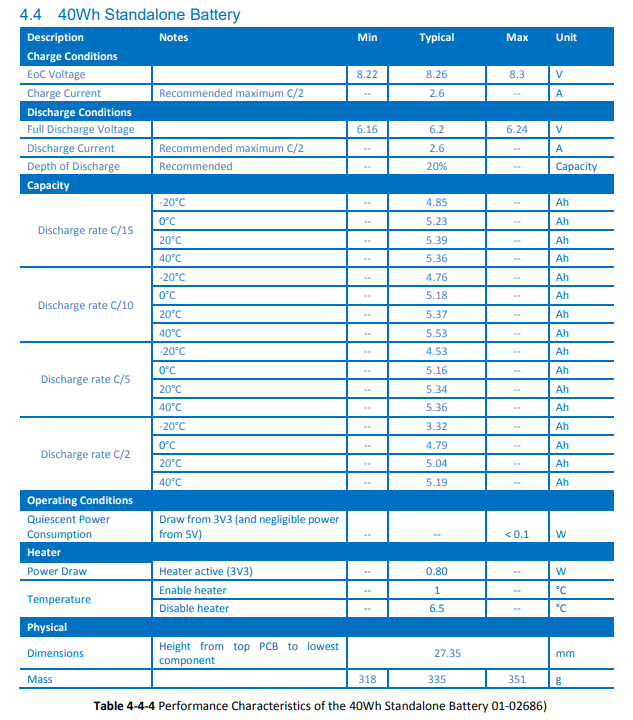 4.4 40Wh Standalone Battery
Description Notes Min Typical Max Unit
Charge Conditions
EoC Voltage 8.22 8.26 8.3 V
Charge Current Recommended maximum C/2 -- 2.6 -- A
Discharge Conditions
Full Discharge Voltage 6.16 6.2 6.24 V
Discharge Current Recommended maximum C/2 -- 2.6 -- A
Depth of Discharge Recommended -- 20% -- Capacity
Capacity
Discharge rate C/15
-20°C -- 4.85 -- Ah
0°C -- 5.23 -- Ah
20°C -- 5.39 -- Ah
40°C -- 5.36 -- Ah
Discharge rate C/10
-20°C -- 4.76 -- Ah
0°C -- 5.18 -- Ah
20°C -- 5.37 -- Ah
40°C -- 5.53 -- Ah
Discharge rate C/5
-20°C -- 4.53 -- Ah
0°C -- 5.16 -- Ah
20°C -- 5.34 -- Ah
40°C -- 5.36 -- Ah
Discharge rate C/2
-20°C -- 3.32 -- Ah
0°C -- 4.79 -- Ah
20°C -- 5.04 -- Ah
40°C -- 5.19 -- Ah
Operating Conditions
Quiescent Power Draw from 3V3 (and negligible power
Consumption from 5V) -- -- < 0.1 W
Heater
Power Draw Heater active (3V3) -- 0.80 -- W
Temperature
Enable heater -- 1 -- °C
Disable heater -- 6.5 -- °C
Physical
Dimensions Height from top PCB to lowest
component 27.35 mm
Mass 318 335 351 g
Table 4-4-4 Performance Characteristics of the 40Wh Standalone Battery 01-02686)